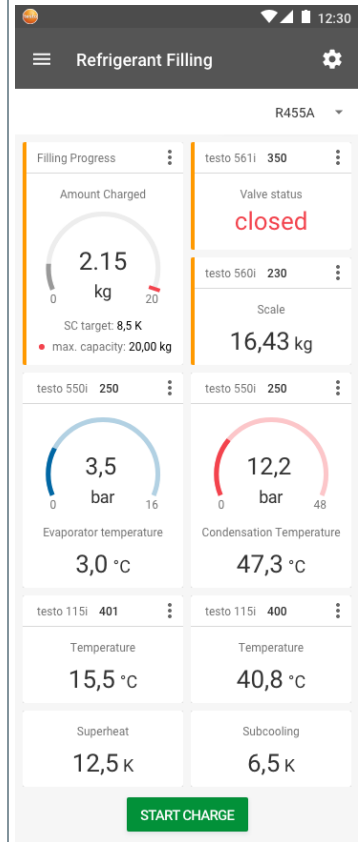 12:30
Refrigerant Filling
R455A
Filling Progress
Amount Charged
2.15
kg
0 20
SC target: 8,5 K
max. capacity: 20,00 kg
testo 561i 350
Valve status
closed
testo 560i 230
Scale
16,43 kg
testo 550i 250
3,5
bar
0 16
Evaporator temperature
3,0 °C
testo 550i 250
12,2
bar
0 48
Condensation Temperature
47,3 °C
testo 115i 401
Temperature
15,5 °C
testo 115i 400
Temperature
40,8 °C
Superheat
12,5 K
Subcooling
6,5 K
START CHARGE